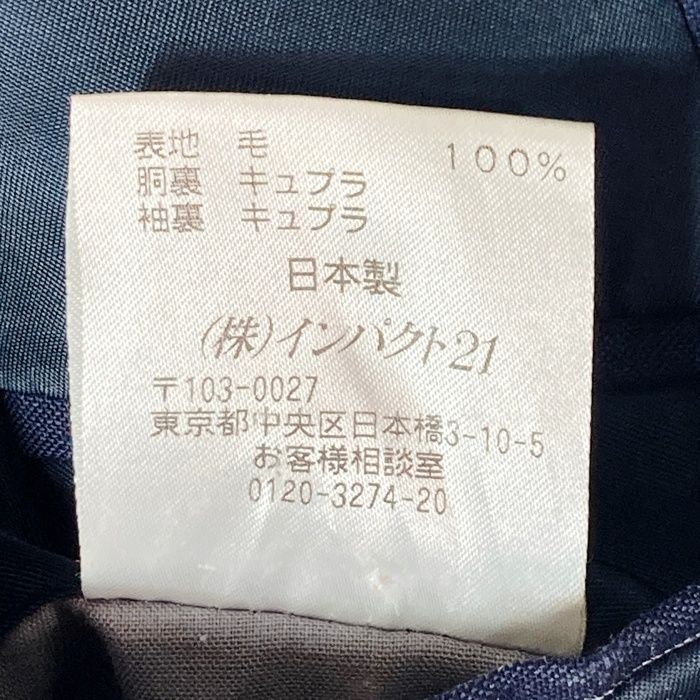 表地 毛 100%
胴裏 キュプラ
袖裏 キュプラ
日本製
(株)インパクト21
〒103-0027
東京都中央区日本橋3-10-5
お客様相談室
0120-3274-20